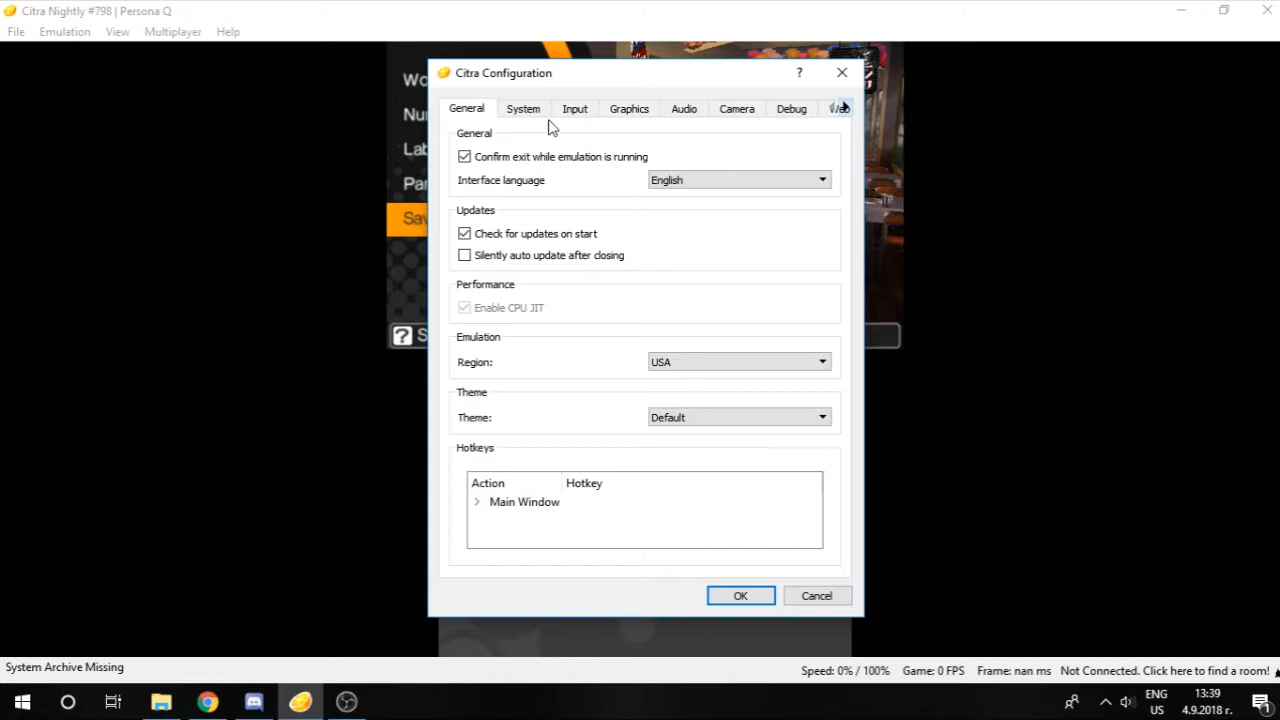 Citra Nightly #798 | Persona Q
File Emulation View Multiplayer Help
Citra Configuration
?
General System Input Graphics Audio Camera Debug
General
Confirm exit while emulation is running
Interface language English
Updates
Check for updates on start
Silently auto update after closing
Performance
Enable CPU JIT
Emulation
Region: USA
Theme
Theme: Default
Hotkeys
Action Hotkey
Main Window
OK Cancel
?
System Archive Missing
Speed: 0% / 100% Game: 0 FPS Frame: nan ms Not Connected. Click here to find a room!
ENG
US
13:39
4.9.2018 г.
1